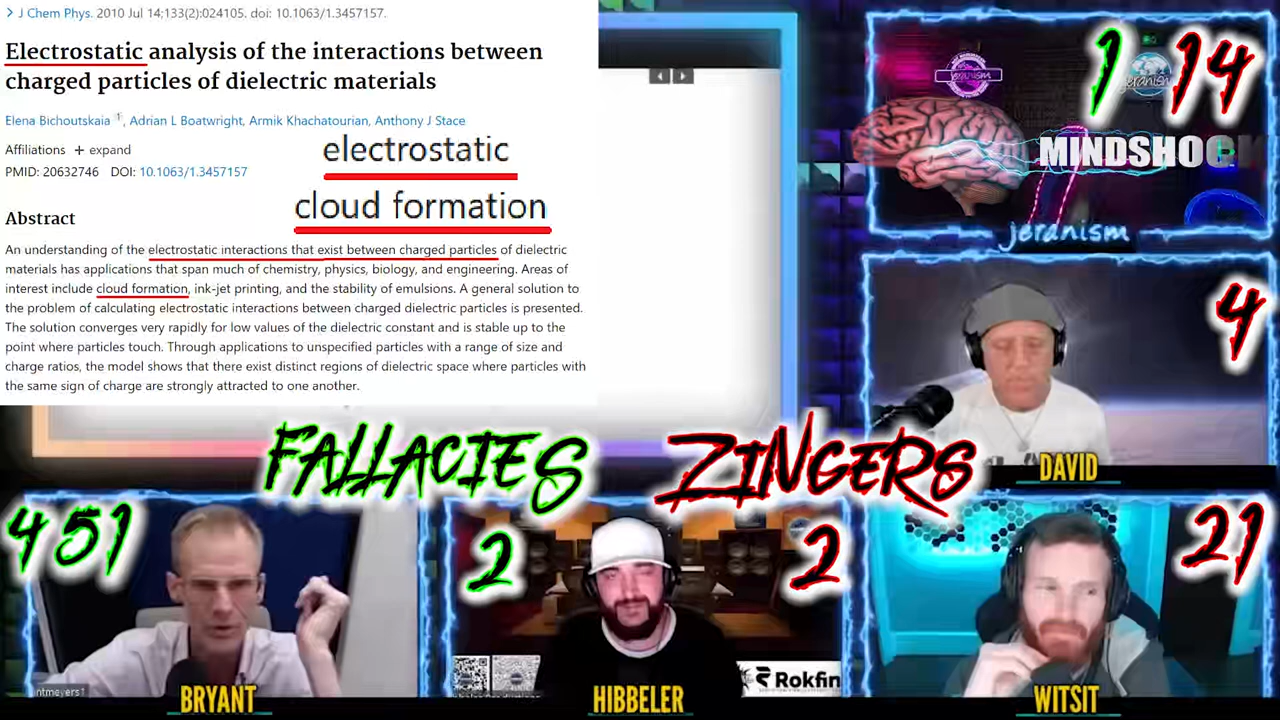 J Chem Phys. 2010 Jul 14;133(2):024105. doi: 10.1063/1.3457157.
Electrostatic analysis of the interactions between
charged particles of dielectric materials
Elena Bichoutskaia 1, Adrian L Boatwright, Armik Khachatourian, Anthony J Stace
Affiliations + expand
PMID: 20632746 DOI: 10.1063/1.3457157
electrostatic
cloud formation
Abstract
An understanding of the electrostatic interactions that exist between charged particles of dielectric
materials has applications that span much of chemistry, physics, biology, and engineering. Areas of
interest include cloud formation, ink-jet printing, and the stability of emulsions. A general solution to
the problem of calculating electrostatic interactions between charged dielectric particles is presented.
The solution converges very rapidly for low values of the dielectric constant and is stable up to the
point where particles touch. Through applications to unspecified particles with a range of size and
charge ratios, the model shows that there exist distinct regions of dielectric space where particles with
the same sign of charge are strongly attracted to one another.
1 14
jeranism
jeranism
MINDSHOCK
jeranism
4
DAVID
FALLACIES
ZINGERS
451
BRYANT
2
2
HIBBELER
Rokfin
21
WITSIT